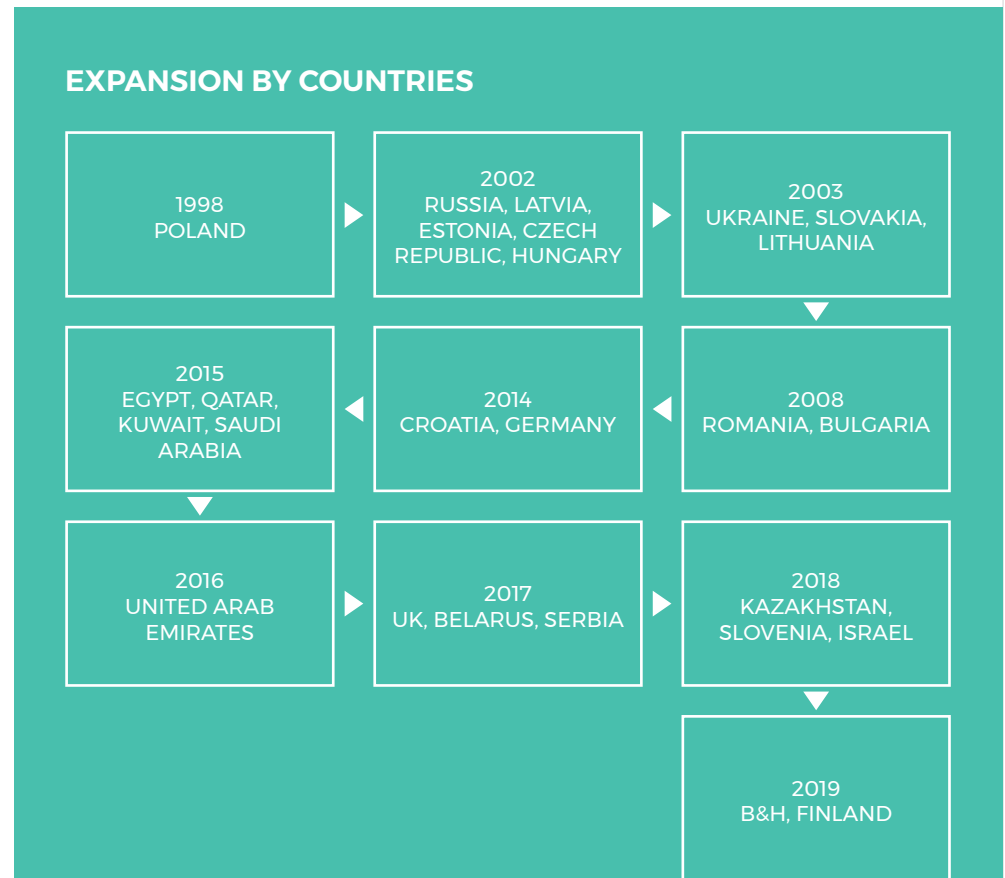 EXPANSION BY COUNTRIES
1998
POLAND
2002
RUSSIA, LATVIA,
ESTONIA, CZECH
REPUBLIC, HUNGARY
2003
UKRAINE, SLOVAKIA,
LITHUANIA
2008
ROMANIA, BULGARIA
2014
CROATIA, GERMANY
2015
EGYPT, QATAR,
KUWAIT, SAUDI
ARABIA
2016
UNITED ARAB
EMIRATES
2017
UK, BELARUS, SERBIA
2018
KAZAKHSTAN,
SLOVENIA, ISRAEL
2019
B&H, FINLAND